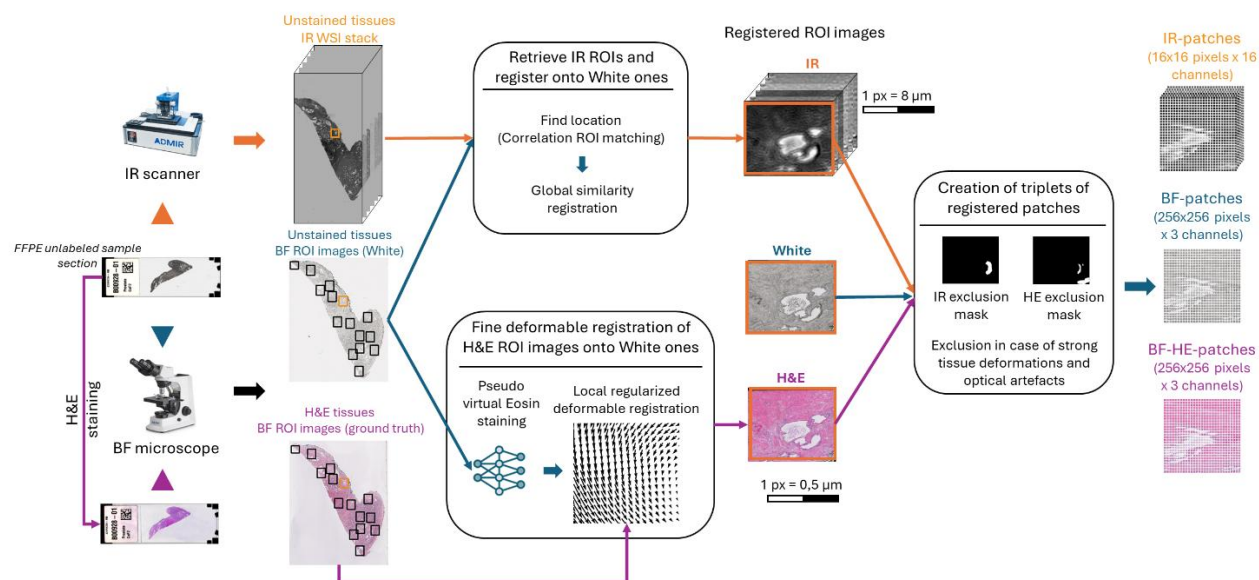 Unstained tissues
IR WSI stack
ADMIR
IR scanner
FFPE unlabeled sample
section
B00928-01
H&E
staining
BF microscope
B00928-01
Unstained tissues
BF ROI images (White)
H&E tissues
BF ROI images (ground truth)
Retrieve IR ROIs and
register onto White ones
Find location
(Correlation ROI matching)
Global similarity
registration
Fine deformable registration of
H&E ROI images onto White ones
Pseudo
virtual Eosin
staining
Local regularized
deformable registration
Registered ROI images
IR
1 px = 8 µm
White
H&E
1 px = 0,5 µm
Creation of triplets of
registered patches
IR exclusion
mask
HE exclusion
mask
Exclusion in case of strong
tissue deformations and
optical artefacts
IR-patches
(16x16 pixels x 16
channels)
BF-patches
(256x256 pixels
x 3 channels)
BF-HE-patches
(256x256 pixels
x 3 channels)